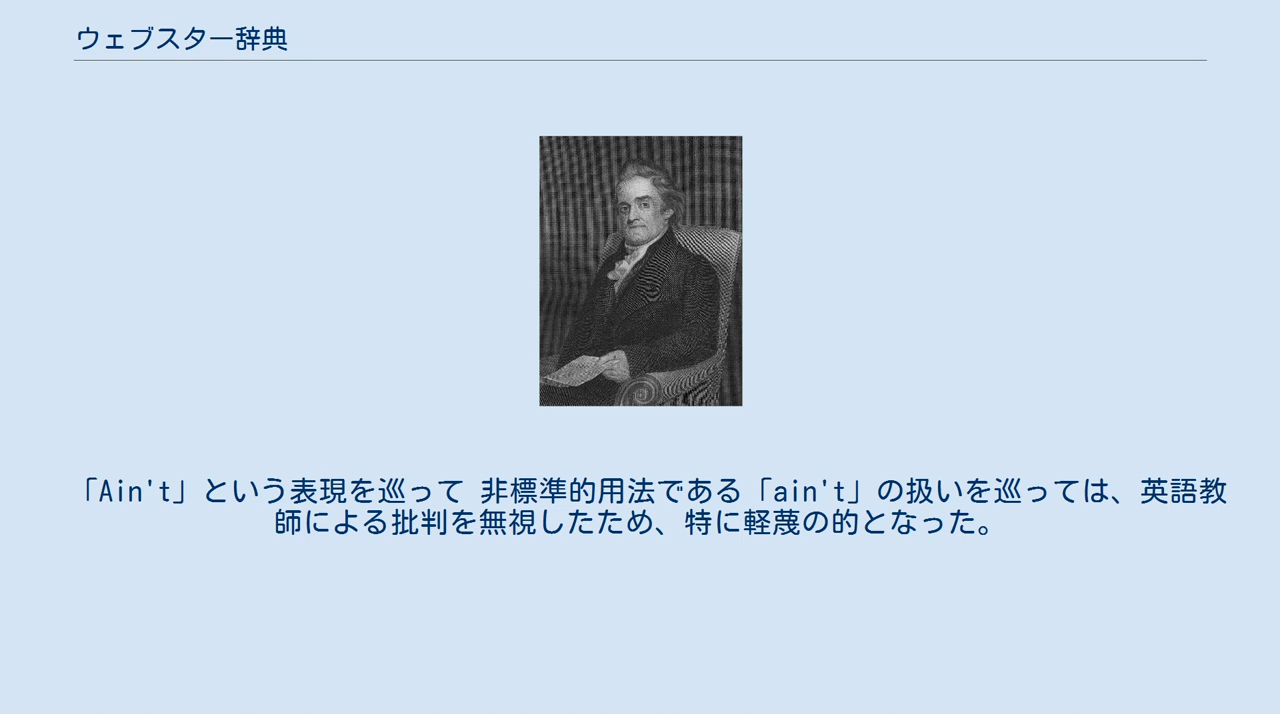 ウェブスター辞典
「Ain't」という表現を巡って 非標準的用法である「ain't」の扱いを巡っては、英語教
師による批判を無視したため、特に軽蔑の的となった。